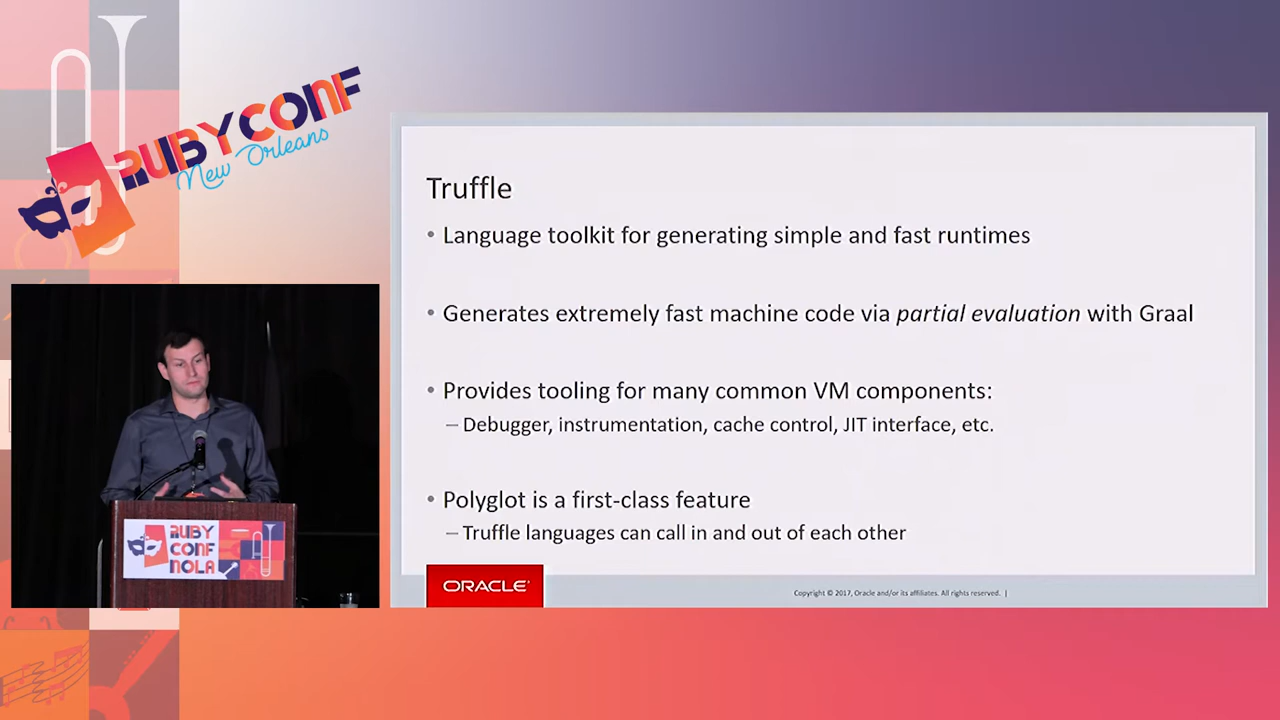 RUBYCONF
New Orleans
Truffle
• Language toolkit for generating simple and fast runtimes
• Generates extremely fast machine code via partial evaluation with Graal
• Provides tooling for many common VM components:
– Debugger, instrumentation, cache control, JIT interface, etc.
• Polyglot is a first-class feature
– Truffle languages can call in and out of each other
ORACLE
Copyright © 2017, Oracle and/or its affiliates. All rights reserved. |
RUBY
CONF
NOLA